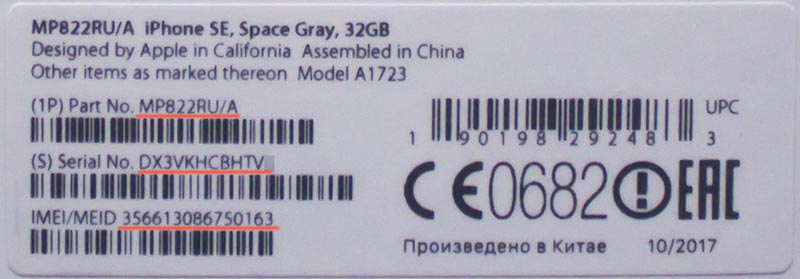 MP822RU/A iPhone SE, Space Gray, 32GB
Designed by Apple in California Assembled in China
Other items as marked thereon Model A1723
(1P) Part No. MP822RU/A
(S) Serial No. DX3VKHCBHTV
IMEI/MEID 356613086750163
UPC
1 90198 29248 3
CE0682 EAC
Произведено в Китае 10/2017